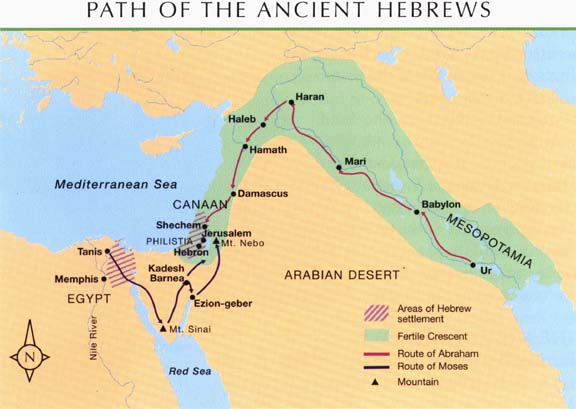 PATH OF THE ANCIENT HEBREWS
Haran
Haleb
Hamath
Mari
Mediterranean Sea
Damascus
CANAAN
Babylon
Shechem
MESOPOTAMIA
Jerusalem
PHILISTIA
Mt. Nebo
Hebron
Tanis
Ur
Kadesh
Barnea
ARABIAN DESERT
Memphis
EGYPT
Ezion-geber
Mt. Sinai
Nile River
Red Sea
N
Areas of Hebrew
settlement
Fertile Crescent
Route of Abraham
Route of Moses
Mountain